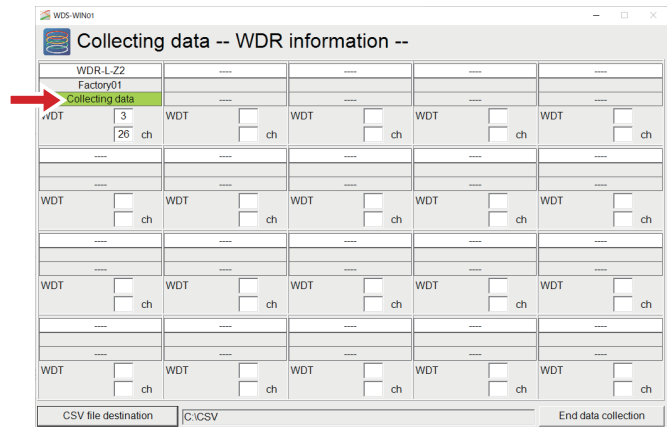 WDS-WIN01
Collecting data -- WDR information --
WDR-L-Z2 ---- ---- ---- ----
Factory01
Collecting data ---- ---- ---- ----
WDT 3 WDT WDT WDT WDT
26 ch ch ch ch ch
---- ---- ---- ---- ----
---- ---- ---- ---- ----
WDT WDT WDT WDT WDT
ch ch ch ch ch
---- ---- ---- ---- ----
---- ---- ---- ---- ----
WDT WDT WDT WDT WDT
ch ch ch ch ch
---- ---- ---- ---- ----
---- ---- ---- ---- ----
WDT WDT WDT WDT WDT
ch ch ch ch ch
CSV file destination C:\CSV End data collection